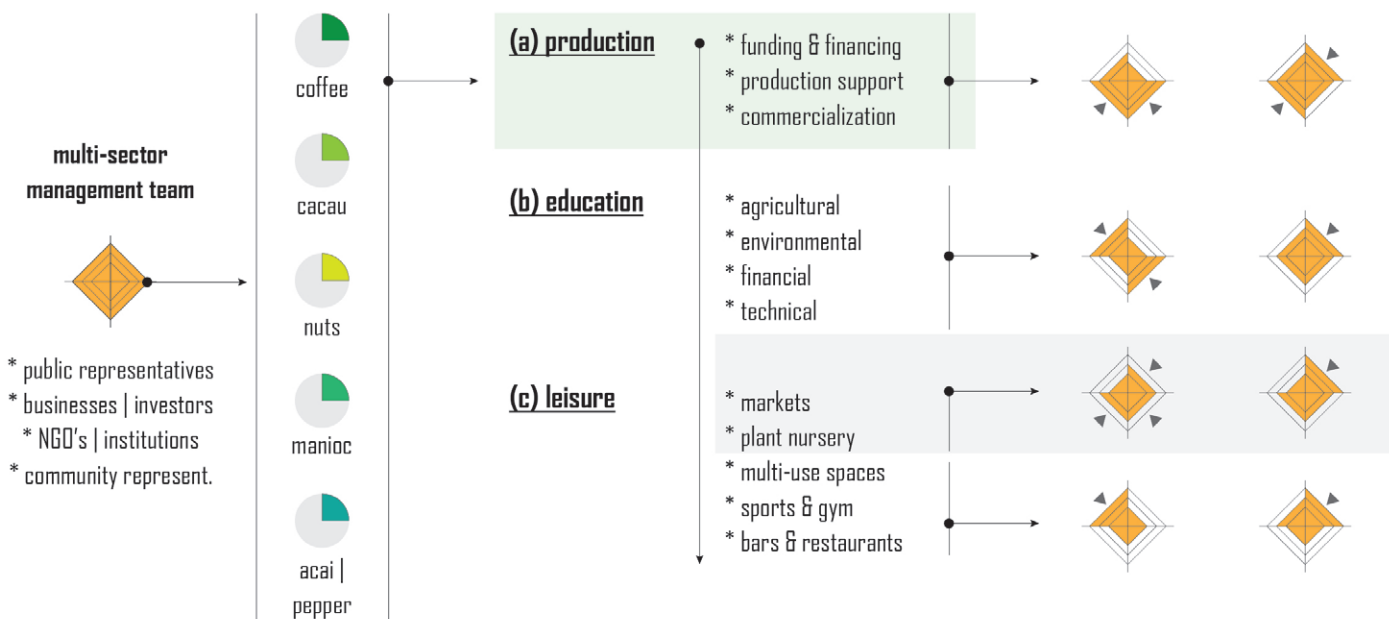 multi-sector
management team
* public representatives
* businesses | investors
* NGO's | institutions
* community represent.
coffee
cacau
nuts
manioc
acai |
pepper
(a) production
* funding & financing
* production support
* commercialization
(b) education
* agricultural
* environmental
* financial
* technical
(c) leisure
* markets
* plant nursery
* multi-use spaces
* sports & gym
* bars & restaurants